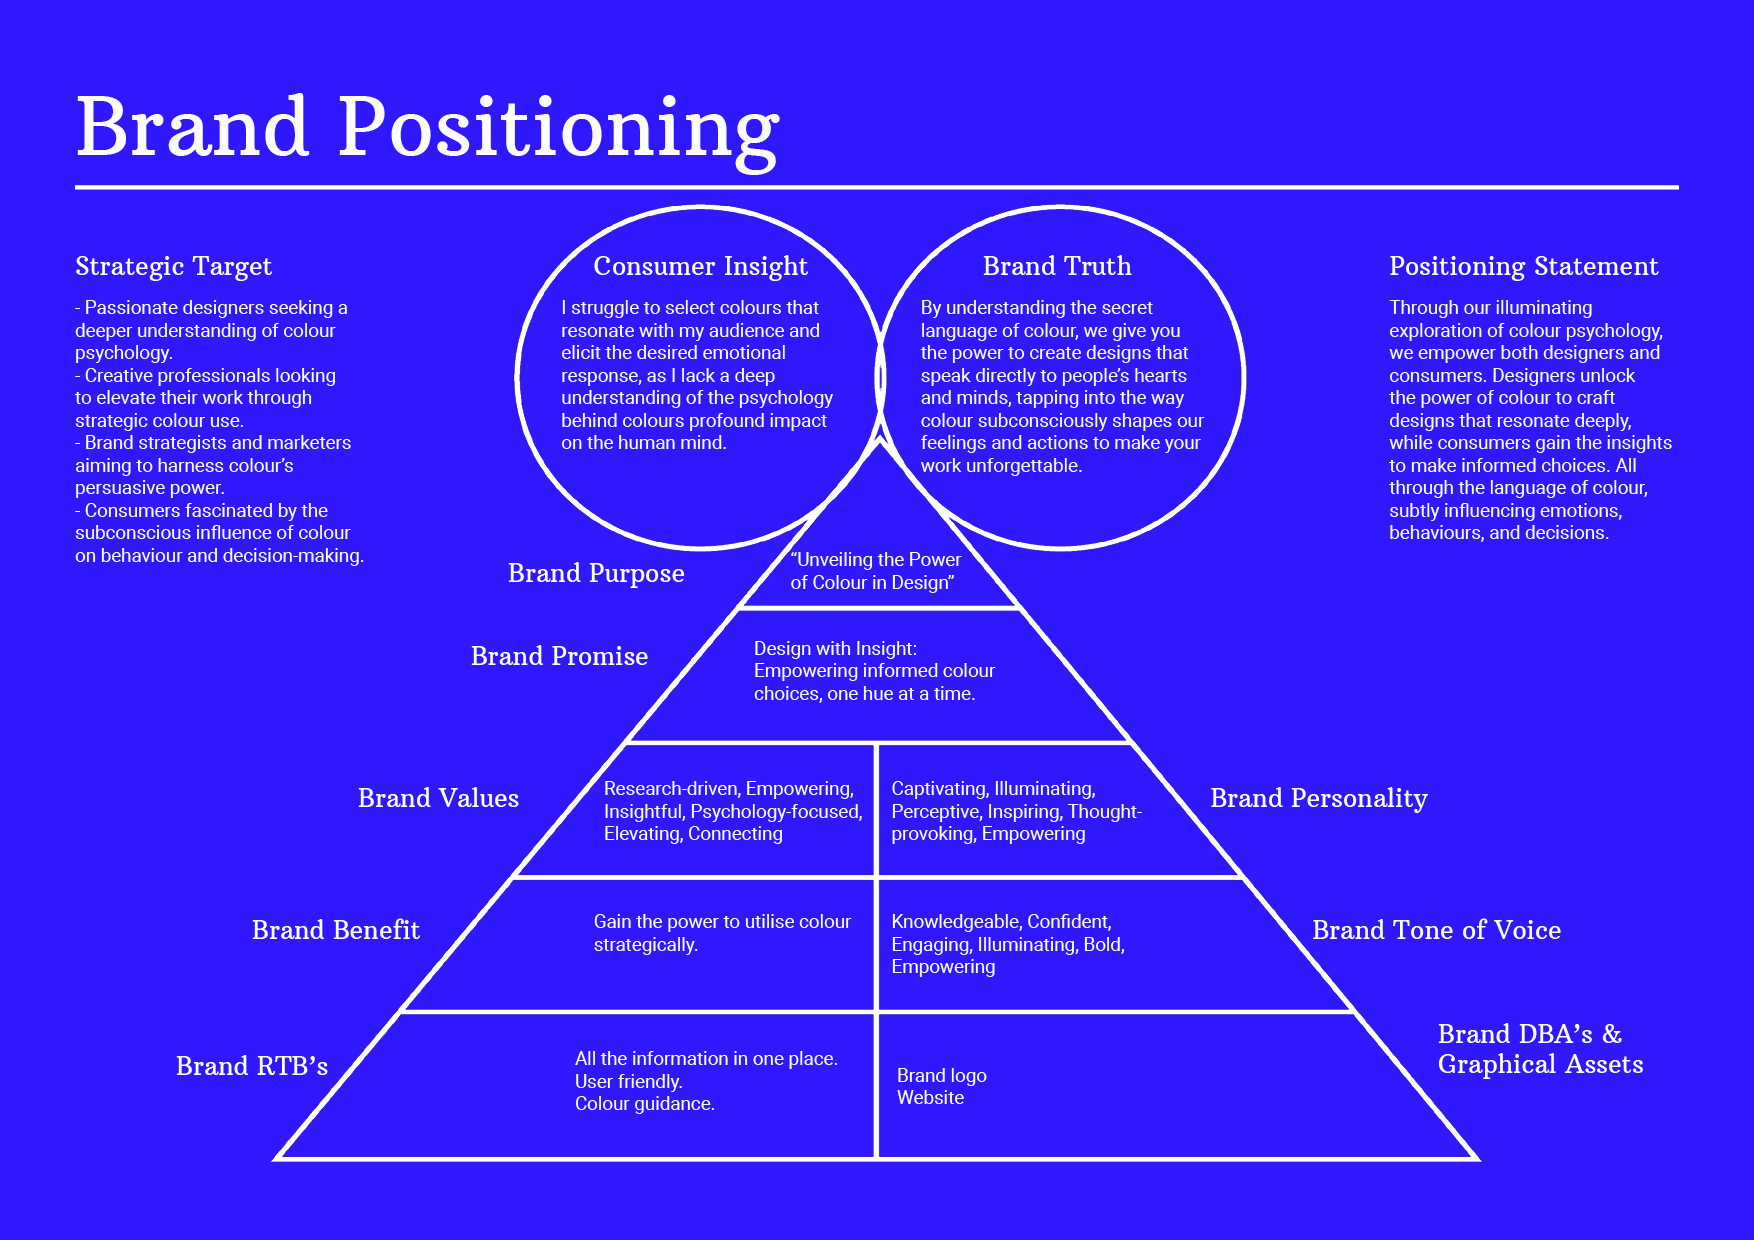 Brand Positioning
Strategic Target
- Passionate designers seeking a
deeper understanding of colour
psychology.
- Creative professionals looking
to elevate their work through
strategic colour use.
- Brand strategists and marketers
aiming to harness colour’s
persuasive power.
- Consumers fascinated by the
subconscious influence of colour
on behaviour and decision-making.
Consumer Insight
I struggle to select colours that
resonate with my audience and
elicit the desired emotional
response, as I lack a deep
understanding of the psychology
behind colours profound impact
on the human mind.
Brand Truth
By understanding the secret
language of colour, we give you
the power to create designs that
speak directly to people’s hearts
and minds, tapping into the way
colour subconsciously shapes our
feelings and actions to make your
work unforgettable.
Positioning Statement
Through our illuminating
exploration of colour psychology,
we empower both designers and
consumers. Designers unlock
the power of colour to craft
designs that resonate deeply,
while consumers gain the insights
to make informed choices. All
through the language of colour,
subtly influencing emotions,
behaviours, and decisions.
Brand Purpose
“Unveiling the Power
of Colour in Design”
Brand Promise
Design with Insight:
Empowering informed colour
choices, one hue at a time.
Brand Values
Research-driven, Empowering,
Insightful, Psychology-focused,
Elevating, Connecting
Captivating, Illuminating,
Perceptive, Inspiring, Thought-
provoking, Empowering
Brand Personality
Brand Benefit
Gain the power to utilise colour
strategically.
Knowledgeable, Confident,
Engaging, Illuminating, Bold,
Empowering
Brand Tone of Voice
Brand RTB’s
All the information in one place.
User friendly.
Colour guidance.
Brand logo
Website
Brand DBA’s &
Graphical Assets